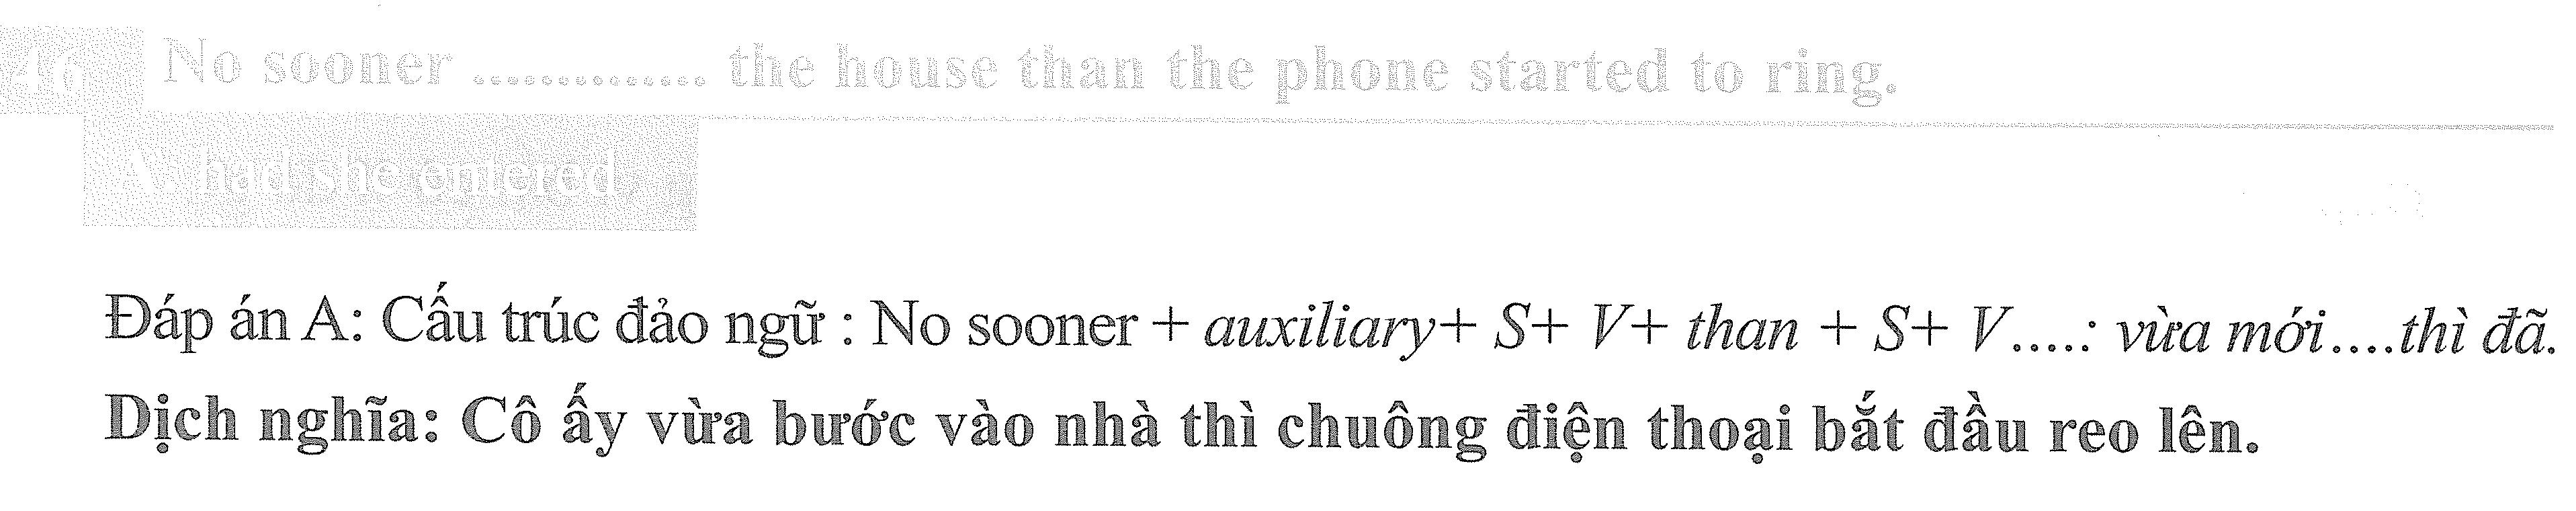 46 No sooner .............. the house than the phone started to ring.
A. had she entered
Đáp án A: Cấu trúc đảo ngữ : No sooner + auxiliary+ S+ V+ than + S+ V.....: vừa mới....thì đã.
Dịch nghĩa: Cô ấy vừa bước vào nhà thì chuông điện thoại bắt đầu reo lên.